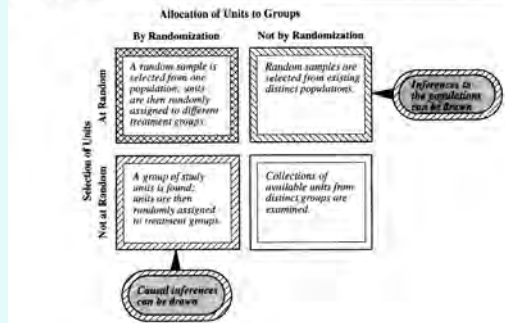 Allocation of Units to Groups
By Randomization
Not by Randomization
Selection of Units
At Random
Not at Random
A random sample is
selected from one
population; units
are then randomly
assigned to different
treatment groups.
Random samples are
selected from existing
distinct populations.
Inferences to
the populations
can be drawn
A group of study
units is found;
units are then
randomly assigned
to treatment groups.
Collections of
available units from
distinct groups are
examined.
Causal inferences
can be drawn